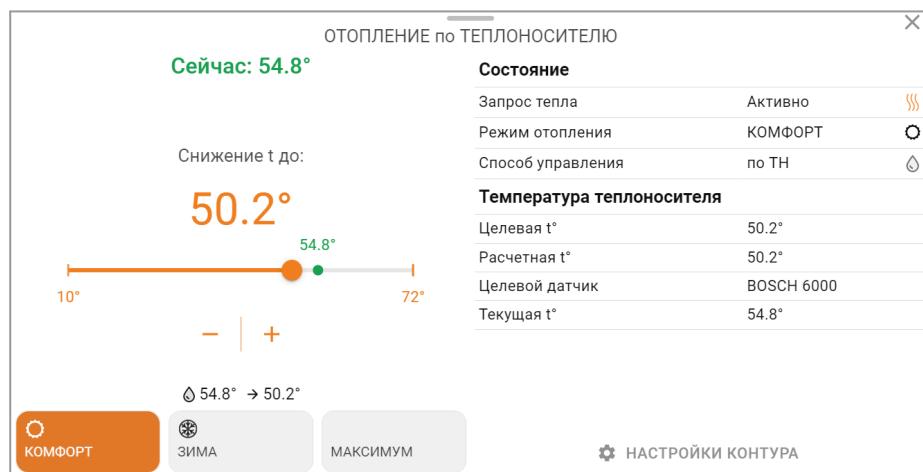 ОТОПЛЕНИЕ по ТЕПЛОНОСИТЕЛЮ
Сейчас: 54.8°
Снижение t до:
50.2°
54.8°
10° 72°
− +
54.8° → 50.2°
КОМФОРТ
ЗИМА
МАКСИМУМ
Состояние
Запрос тепла Активно
Режим отопления КОМФОРТ
Способ управления по ТН
Температура теплоносителя
Целевая t° 50.2°
Расчетная t° 50.2°
Целевой датчик BOSCH 6000
Текущая t° 54.8°
НАСТРОЙКИ КОНТУРА